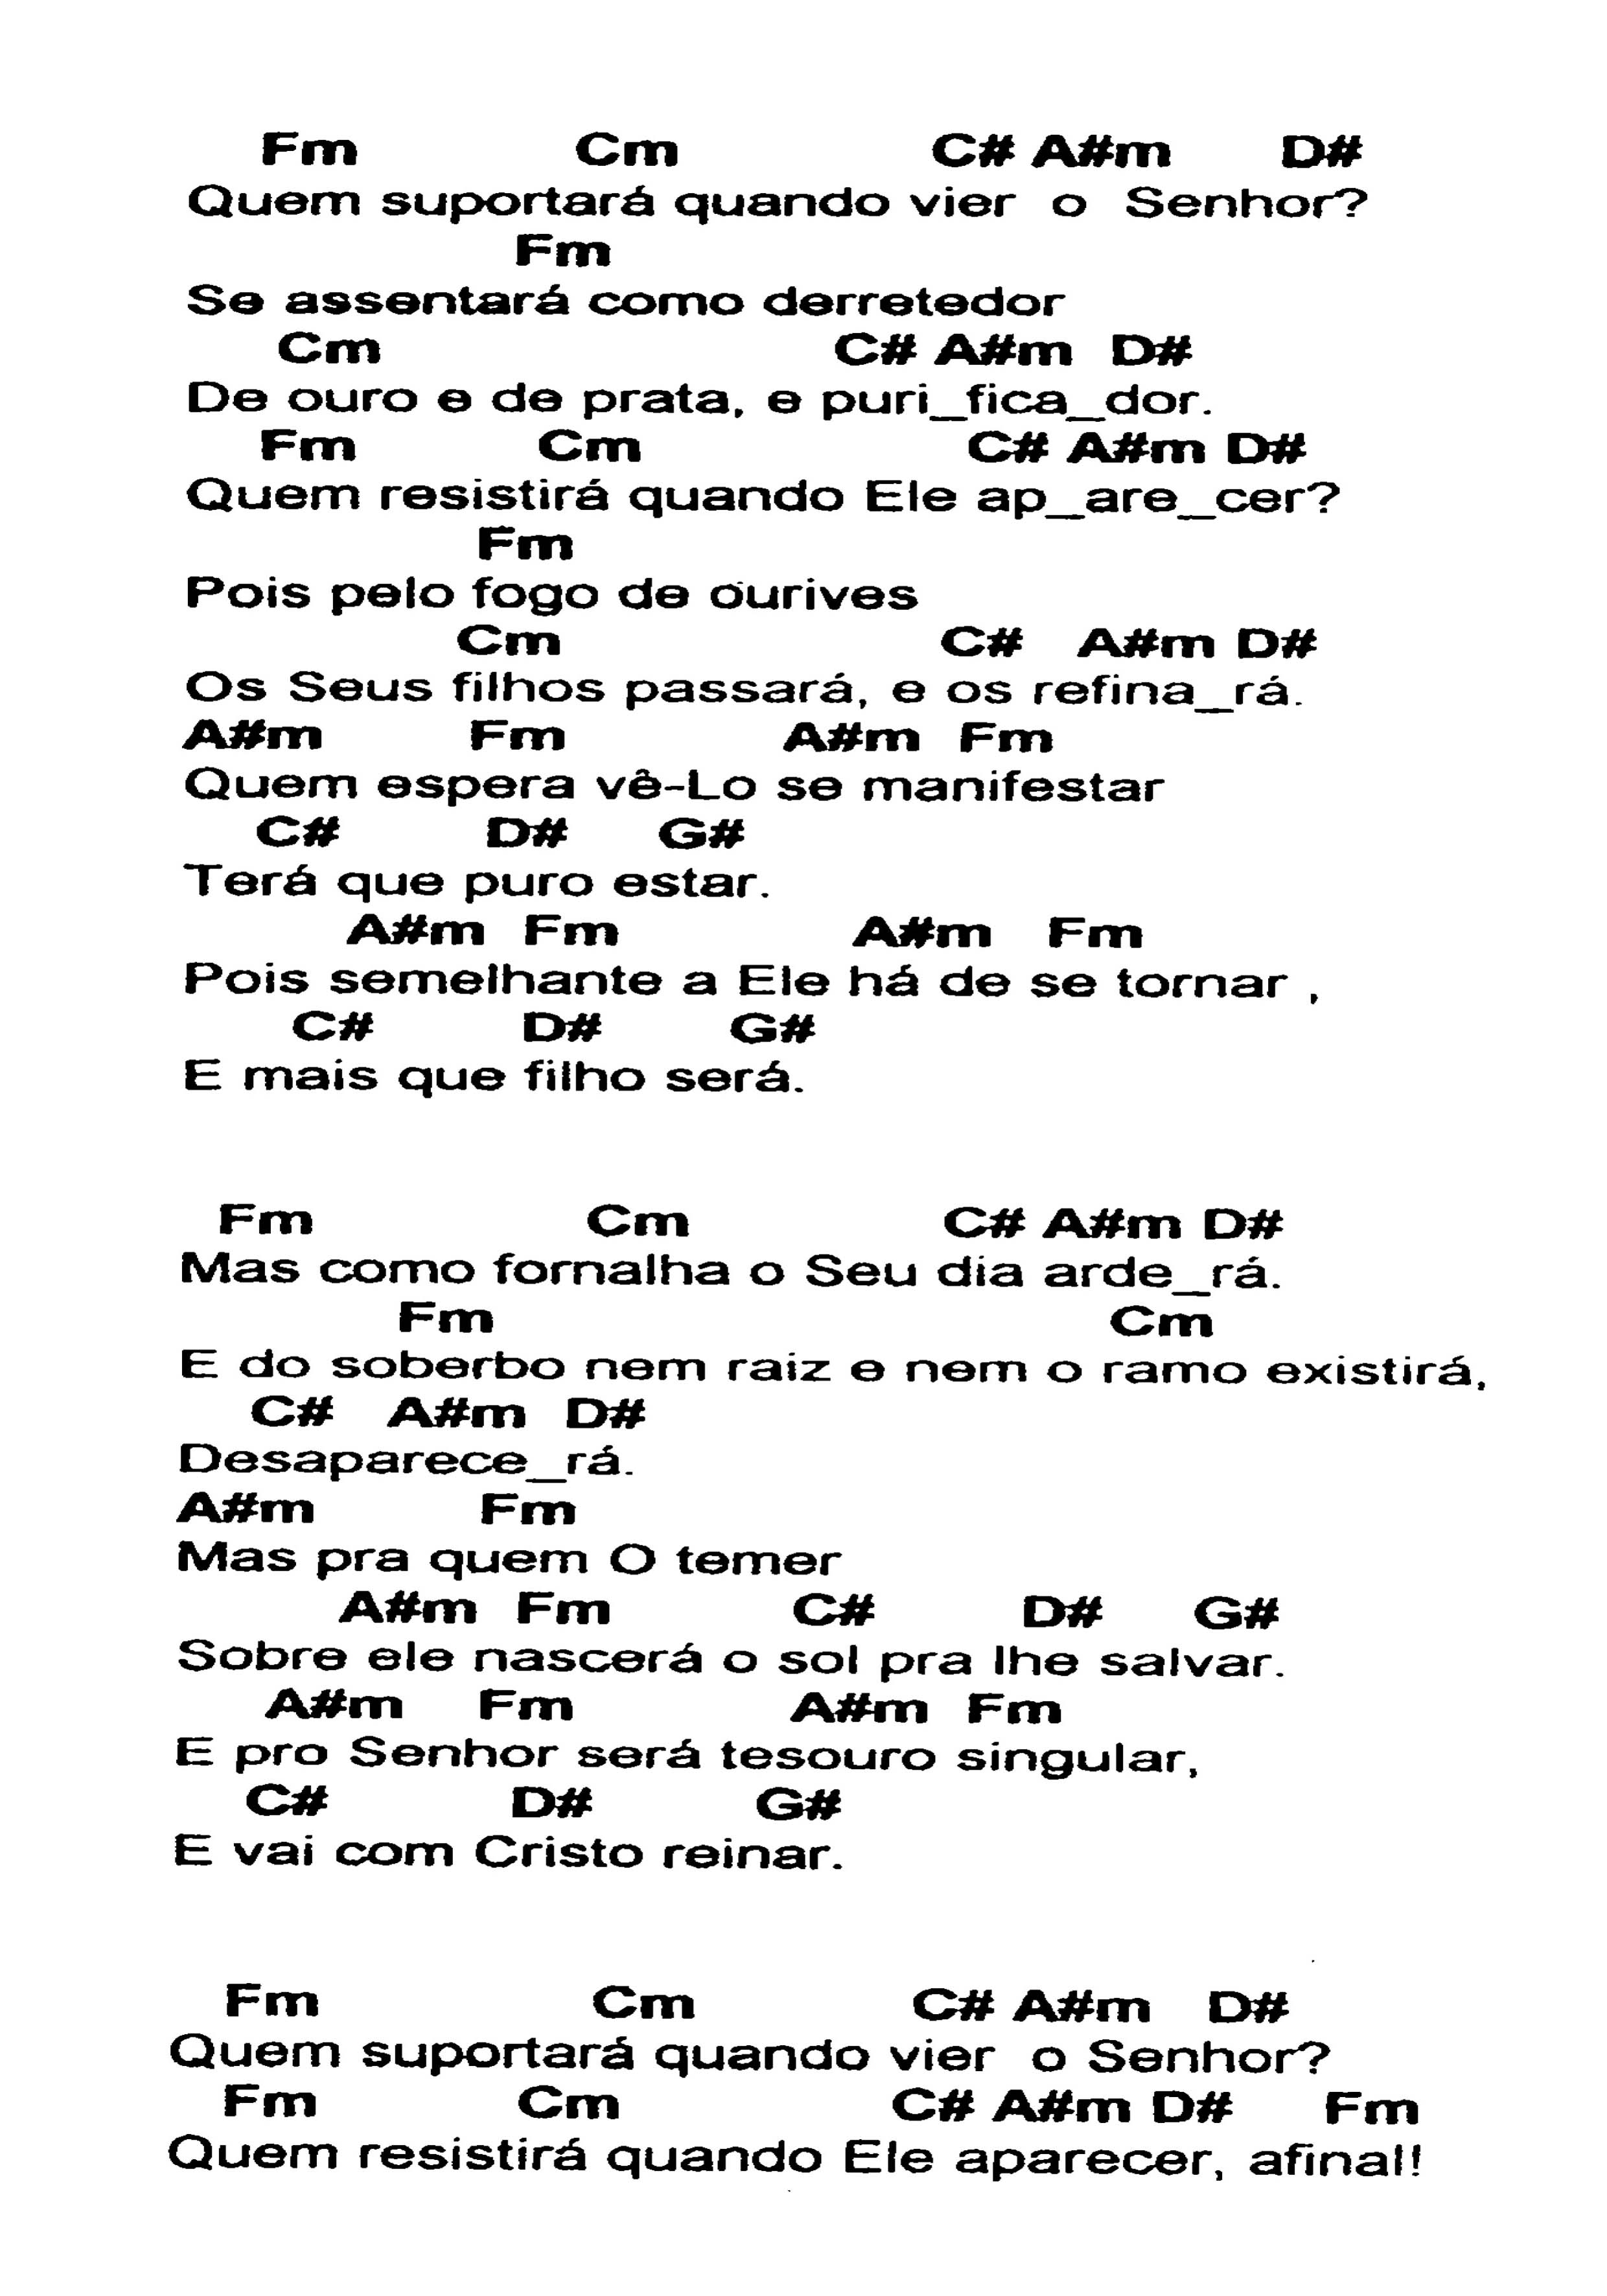 Fm Cm C# A#m D#
Quem suportará quando vier o Senhor?
Fm
Se assentará como derretedor
Cm C# A#m D#
De ouro e de prata, e puri_fica_dor.
Fm Cm C# A#m D#
Quem resistirá quando Ele ap_are_cer?
Fm
Pois pelo fogo de ourives
Cm C# A#m D#
Os Seus filhos passará, e os refina_rá.
A#m Fm A#m Fm
Quem espera vê-Lo se manifestar
C# D# G#
Terá que puro estar.
A#m Fm A#m Fm
Pois semelhante a Ele há de se tornar ,
C# D# G#
E mais que filho será.
Fm Cm C# A#m D#
Mas como fornalha o Seu dia arde_rá.
Fm Cm
E do soberbo nem raiz e nem o ramo existirá,
C# A#m D#
Desaparece_rá.
A#m Fm
Mas pra quem O temer
A#m Fm C# D# G#
Sobre ele nascerá o sol pra lhe salvar.
A#m Fm A#m Fm
E pro Senhor será tesouro singular,
C# D# G#
E vai com Cristo reinar.
Fm Cm C# A#m D#
Quem suportará quando vier o Senhor?
Fm Cm C# A#m D# Fm
Quem resistirá quando Ele aparecer, afinal!